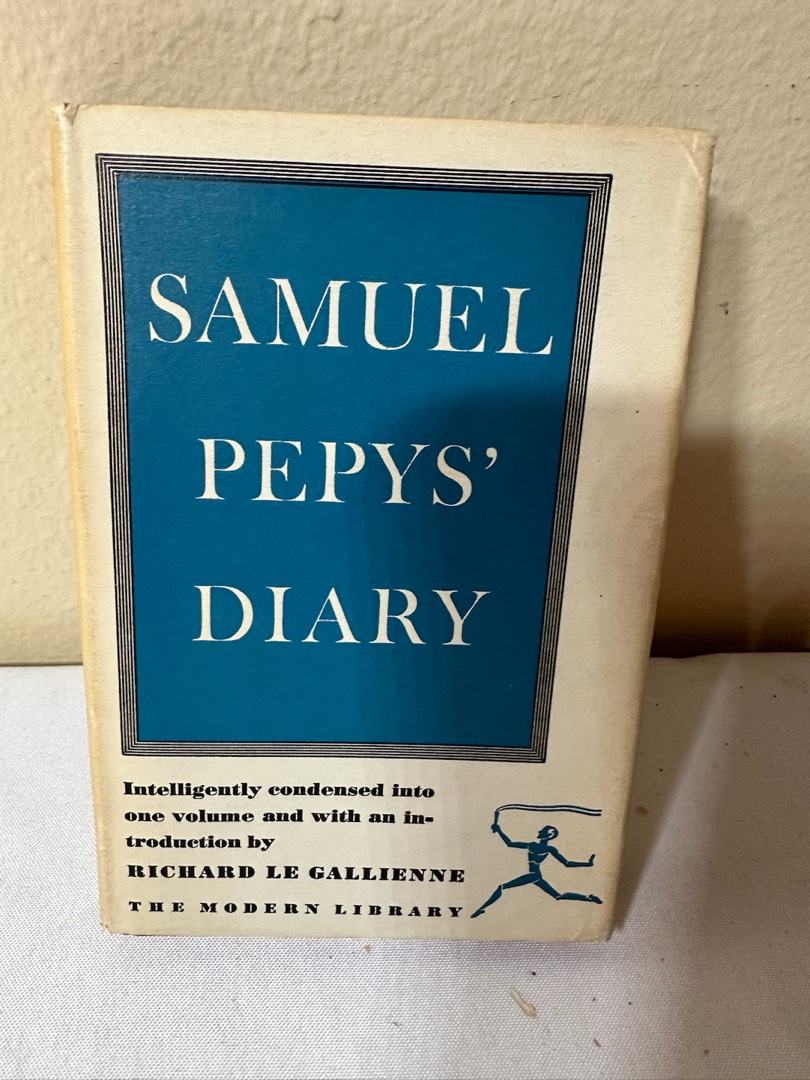 SAMUEL
PEPYS’
DIARY
Intelligently condensed into
one volume and with an in-
troduction by
RICHARD LE GALLIENNE
THE MODERN LIBRARY